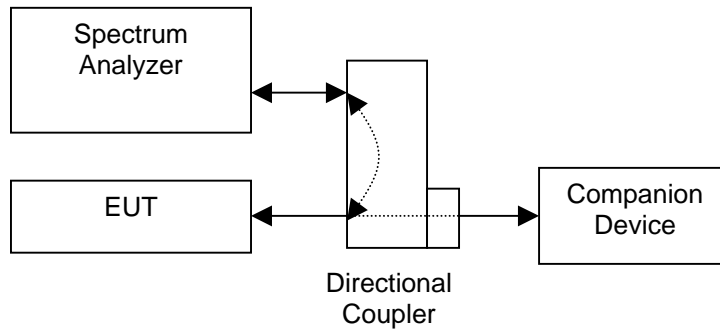 Spectrum
Analyzer
EUT
Companion
Device
Directional
Coupler